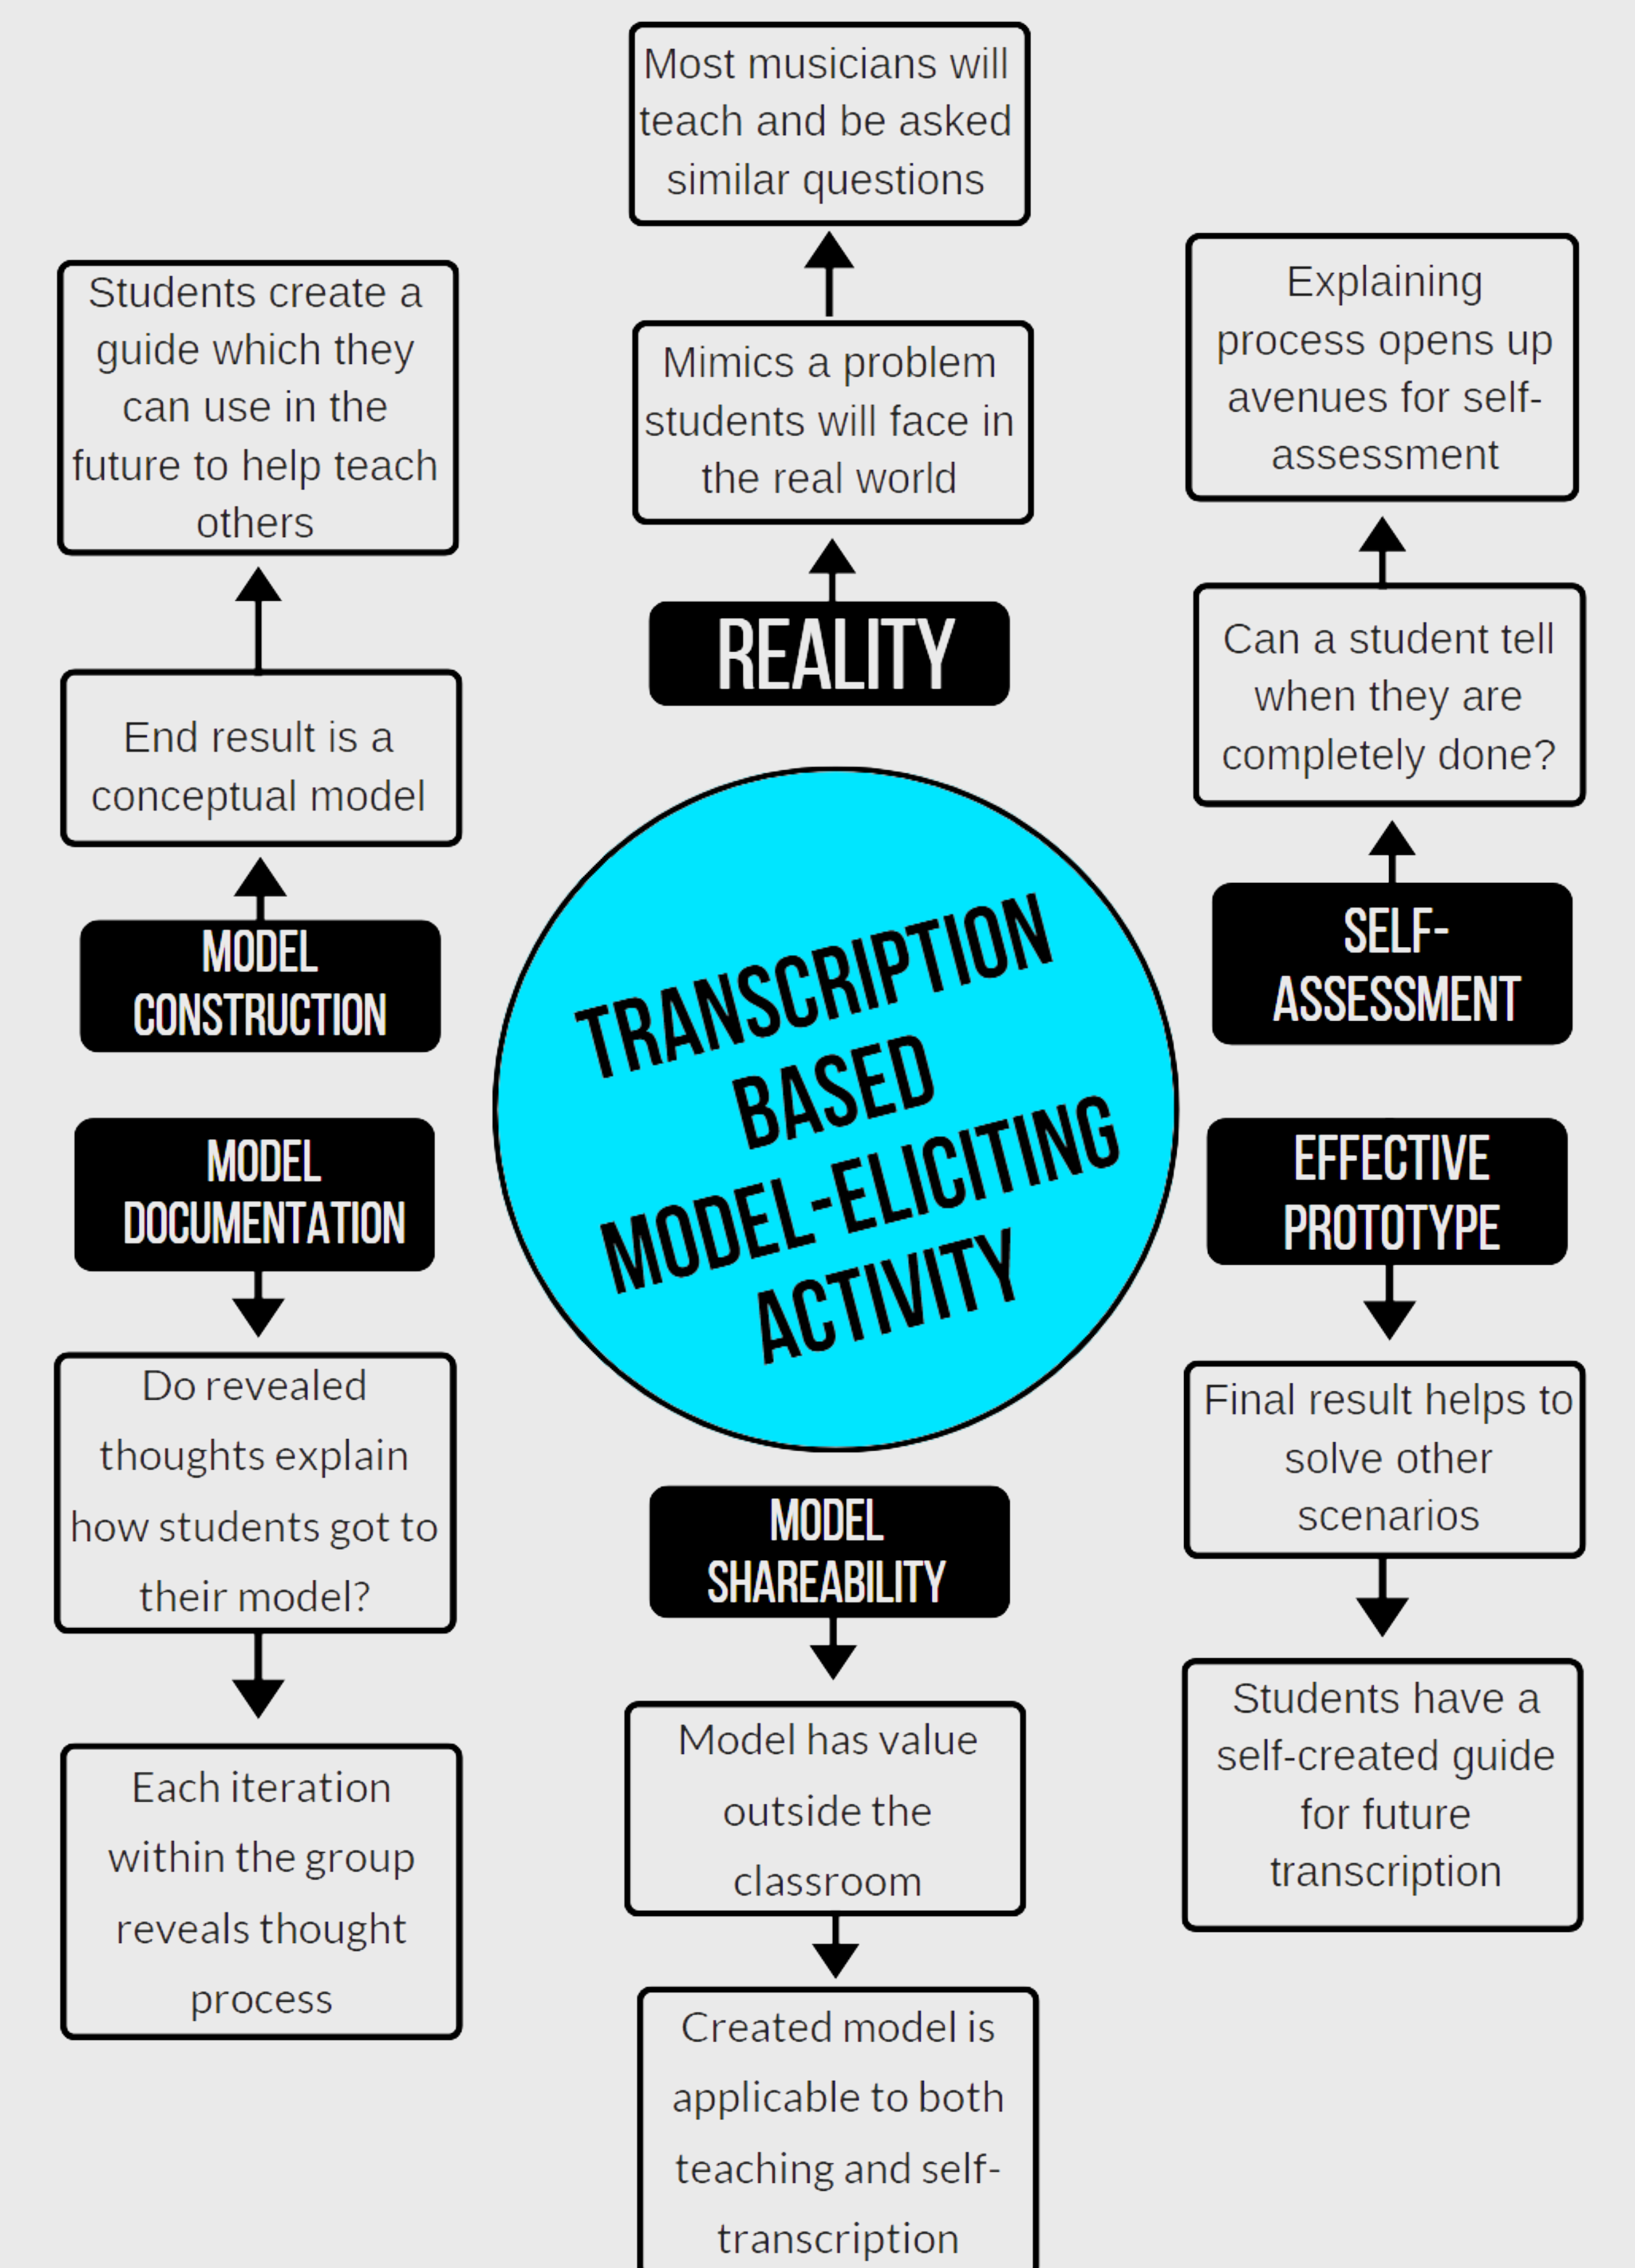 Most musicians will
teach and be asked
similar questions
Mimics a problem
students will face in
the real world
REALITY
Students create a
guide which they
can use in the
future to help teach
others
End result is a
conceptual model
MODEL
CONSTRUCTION
Explaining
process opens up
avenues for self-
assessment
Can a student tell
when they are
completely done?
SELF-
ASSESSMENT
TRANSCRIPTION
BASED
MODEL-ELICITING
ACTIVITY
MODEL
DOCUMENTATION
Do revealed
thoughts explain
how students got to
their model?
Each iteration
within the group
reveals thought
process
MODEL
SHAREABILITY
Model has value
outside the
classroom
Created model is
applicable to both
teaching and self-
transcription
EFFECTIVE
PROTOTYPE
Final result helps to
solve other
scenarios
Students have a
self-created guide
for future
transcription